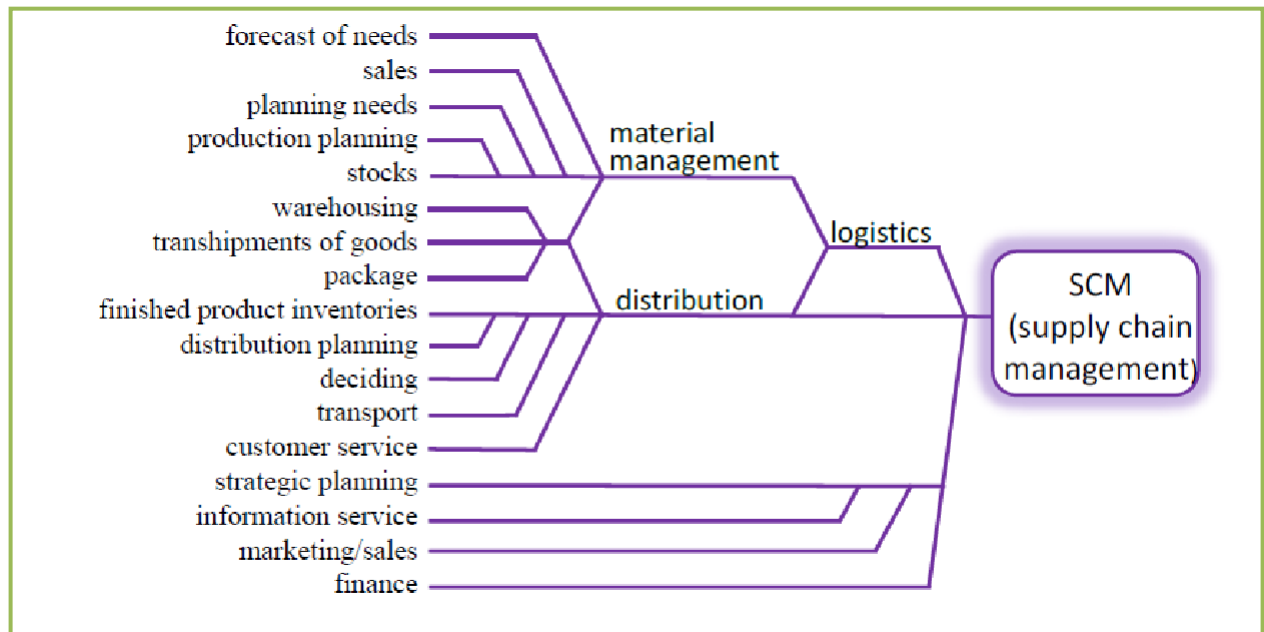 forecast of needs
sales
planning needs
production planning
stocks
warehousing
transhipments of goods
package
finished product inventories
distribution planning
deciding
transport
customer service
strategic planning
information service
marketing/sales
finance
material
management
distribution
logistics
SCM
(supply chain
management)